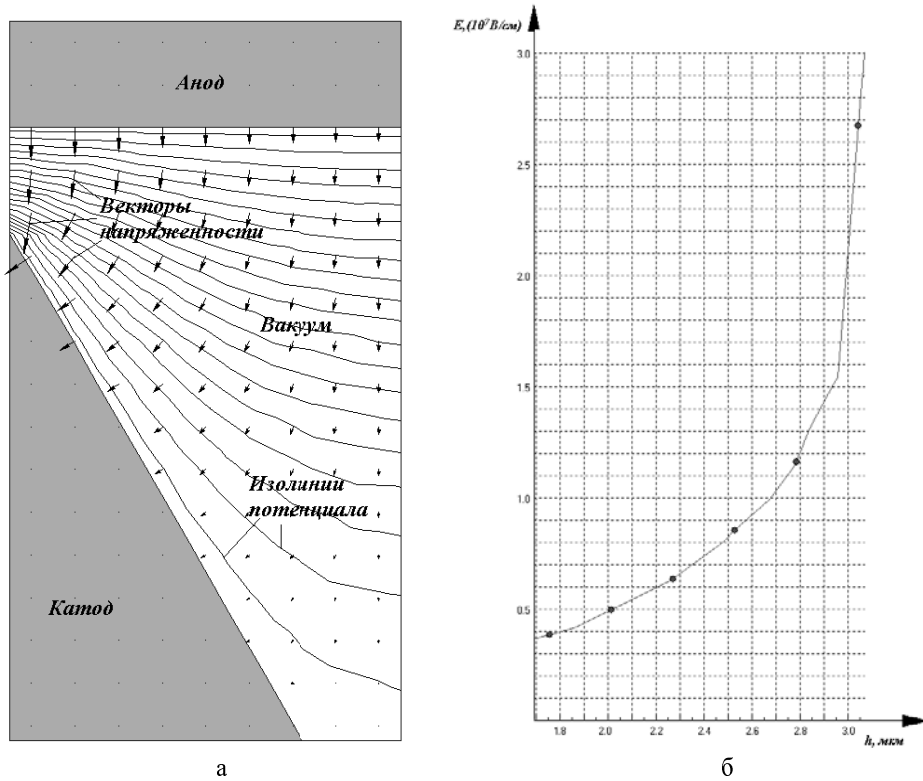 Анод
Векторы
напряженности
Вакуум
Изолинии
потенциала
Катод
а
E,(10⁷В/см)
3.0
2.5
2.0
1.5
1.0
0.5
1.8
2.0
2.2
2.4
2.6
2.8
3.0
h, мкм
б